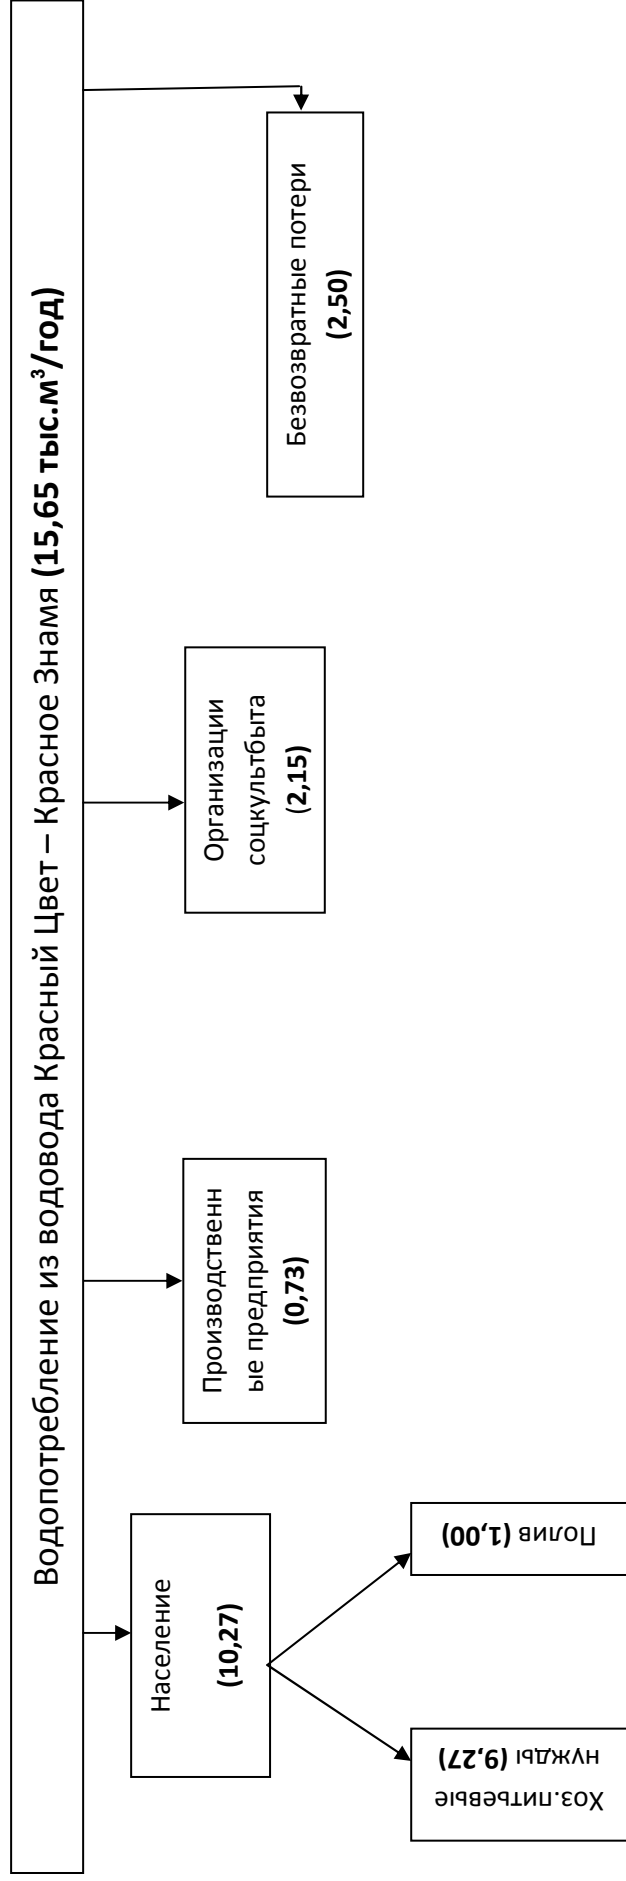 Водопотребление из водовода Красный Цвет – Красное Знамя (15,65 тыс.м³/год)
Население
(10,27)
Производственн
ые предприятия
(0,73)
Организации
соцкультбыта
(2,15)
Безвозвратные потери
(2,50)
Хоз.питьевые
нужды (9,27)
Полив (1,00)